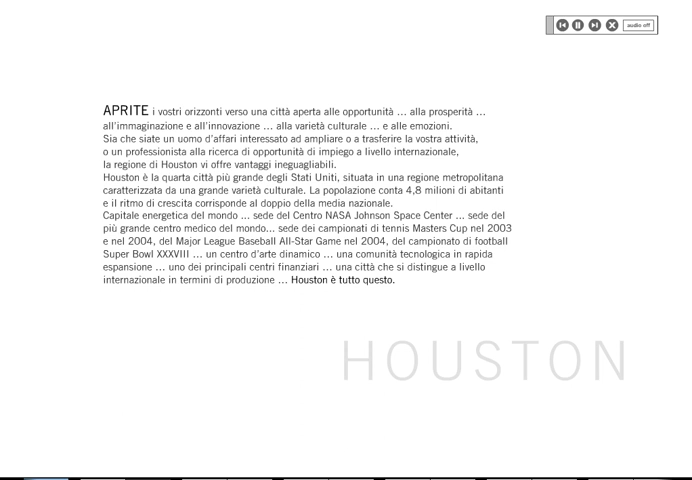 audio off
APRITE i vostri orizzonti verso una città aperta alle opportunità ... alla prosperità ...
all'immaginazione e all'innovazione ... alla varietà culturale ... e alle emozioni.
Sia che siate un uomo d'affari interessato ad ampliare o a trasferire la vostra attività,
o un professionista alla ricerca di opportunità di impiego a livello internazionale,
la regione di Houston vi offre vantaggi ineguagliabili.
Houston è la quarta città più grande degli Stati Uniti, situata in una regione metropolitana
caratterizzata da una grande varietà culturale. La popolazione conta 4,8 milioni di abitanti
e il ritmo di crescita corrisponde al doppio della media nazionale.
Capitale energetica del mondo ... sede del Centro NASA Johnson Space Center ... sede del
più grande centro medico del mondo... sede dei campionati di tennis Masters Cup nel 2003
e nel 2004, del Major League Baseball All-Star Game nel 2004, del campionato di football
Super Bowl XXXVIII ... un centro d'arte dinamico ... una comunità tecnologica in rapida
espansione ... uno dei principali centri finanziari ... una città che si distingue a livello
internazionale in termini di produzione ... Houston è tutto questo.
HOUSTON